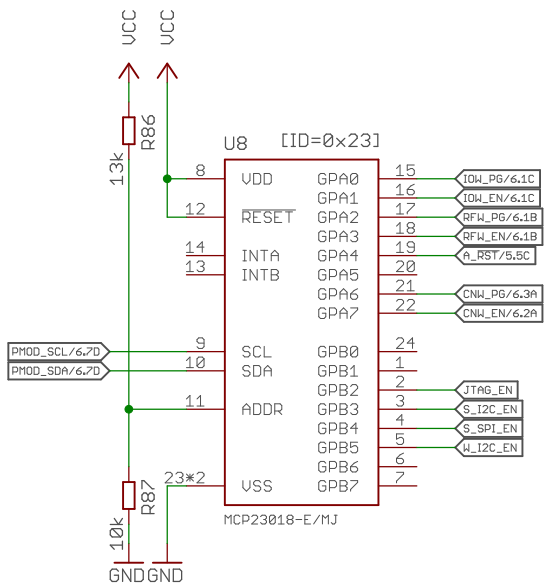 VCC VCC
R86
13k
U8 [ID=0x23]
8 VDD GPA0 15 IOW_PG/6.1C
GPA1 16 IOW_EN/6.1C
12 RESET GPA2 17 RFW_PG/6.1B
GPA3 18 RFW_EN/6.1B
14 INTA GPA4 19 A_RST/5.5C
13 INTB GPA5 20
GPA6 21 CNW_PG/6.3A
GPA7 22 CNW_EN/6.2A
PMOD_SCL/6.7D 9 SCL GPB0 24
PMOD_SDA/6.7D 10 SDA GPB1 1
GPB2 2 JTAG_EN
11 ADDR GPB3 3 S_I2C_EN
GPB4 4 S_SPI_EN
GPB5 5 W_I2C_EN
GPB6 6
23*2 VSS GPB7 7
R87
10k
MCP23018-E/MJ
GND GND